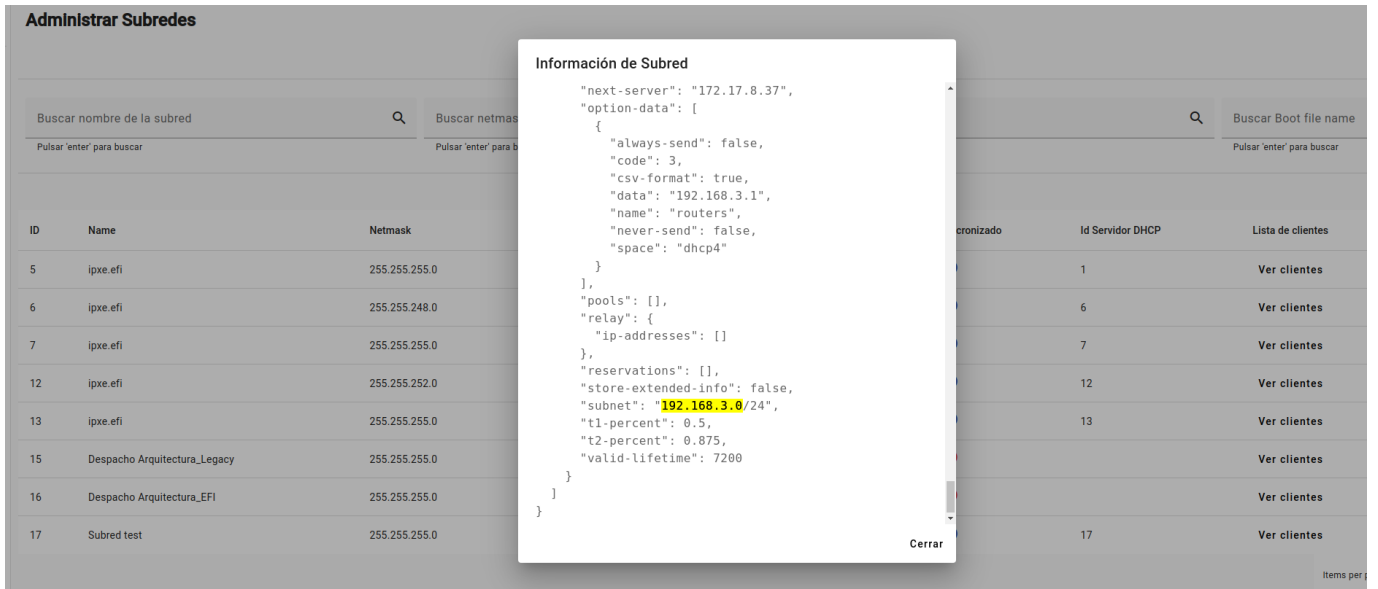 Administrar Subredes
Buscar nombre de la subred
Pulsar 'enter' para buscar
Buscar netmas
Pulsar 'enter' para b
Buscar Boot file name
Pulsar 'enter' para buscar
ID Name Netmask cronizado Id Servidor DHCP Lista de clientes
5 ipxe.efi 255.255.255.0 1 Ver clientes
6 ipxe.efi 255.255.248.0 6 Ver clientes
7 ipxe.efi 255.255.255.0 7 Ver clientes
12 ipxe.efi 255.255.252.0 12 Ver clientes
13 ipxe.efi 255.255.255.0 13 Ver clientes
15 Despacho Arquitectura_Legacy 255.255.255.0 Ver clientes
16 Despacho Arquitectura_EFI 255.255.255.0 Ver clientes
17 Subred test 255.255.255.0 17 Ver clientes
Items per p
Información de Subred
"next-server": "172.17.8.37",
"option-data": [
{
"always-send": false,
"code": 3,
"csv-format": true,
"data": "192.168.3.1",
"name": "routers",
"never-send": false,
"space": "dhcp4"
}
],
"pools": [],
"relay": {
"ip-addresses": []
},
"reservations": [],
"store-extended-info": false,
"subnet": "192.168.3.0/24",
"t1-percent": 0.5,
"t2-percent": 0.875,
"valid-lifetime": 7200
}
]
}
Cerrar